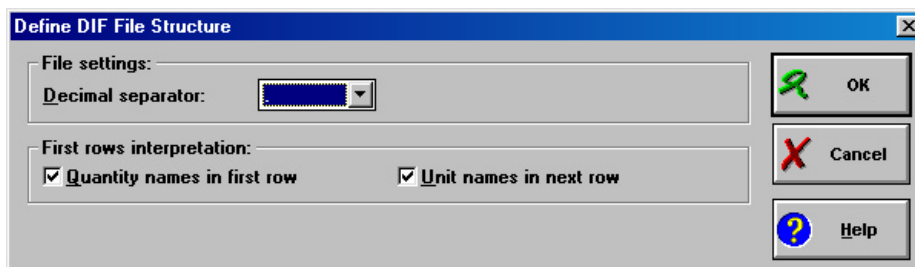 Define DIF File Structure
File settings:
Decimal separator: .
First rows interpretation:
Quantity names in first row
Unit names in next row
OK
Cancel
Help